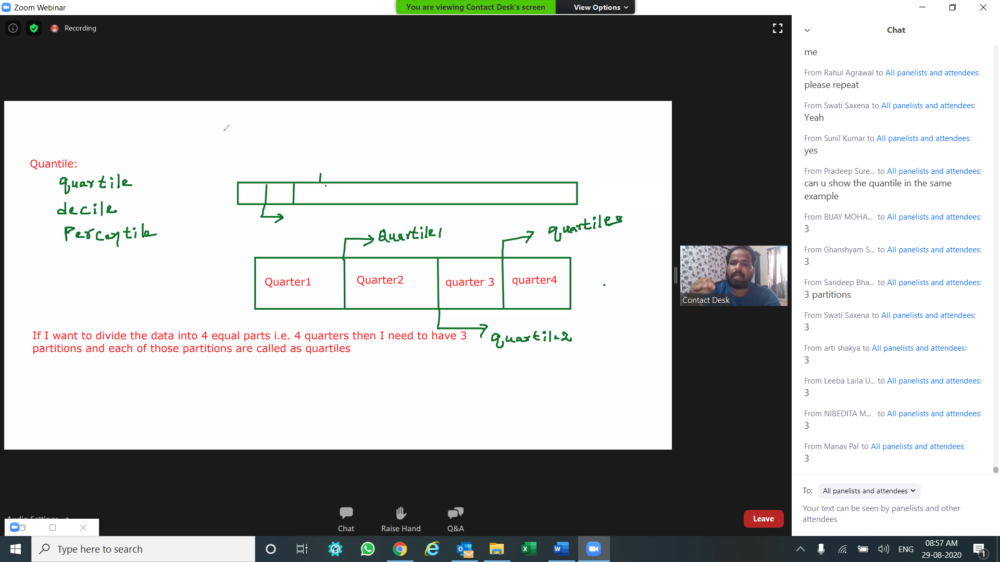 Zoom Webinar
You are viewing Contact Desk's screen
View Options
Recording
Quantile:
quartile
decile
Percentile
Quartile1
quartile3
Quarter1
Quarter2
quarter 3
quarter4
quartile2
If I want to divide the data into 4 equal parts i.e. 4 quarters then I need to have 3
partitions and each of those partitions are called as quartiles
Contact Desk
Chat
me
From Rahul Agrawal to All panelists and attendees:
please repeat
From Swati Saxena to All panelists and attendees:
Yeah
From Sunil Kumar to All panelists and attendees:
yes
From Pradeep Sure... to All panelists and attendees:
can u show the quantile in the same
example
From BIJAY MOHA... to All panelists and attendees:
3
From Ghanshyam S... to All panelists and attendees:
3
From Sandeep Bha... to All panelists and attendees:
3 partitions
From Swati Saxena to All panelists and attendees:
3
From arti shakya to All panelists and attendees:
3
From Leeba Laila U... to All panelists and attendees:
3
From NIBEDITA M... to All panelists and attendees:
3
From Manav Pal to All panelists and attendees:
3
To: All panelists and attendees
Your text can be seen by panelists and other
attendees
Audio Settings
Chat
Raise Hand
Q&A
Leave
Type here to search
ENG
08:57 AM
29-08-2020
1